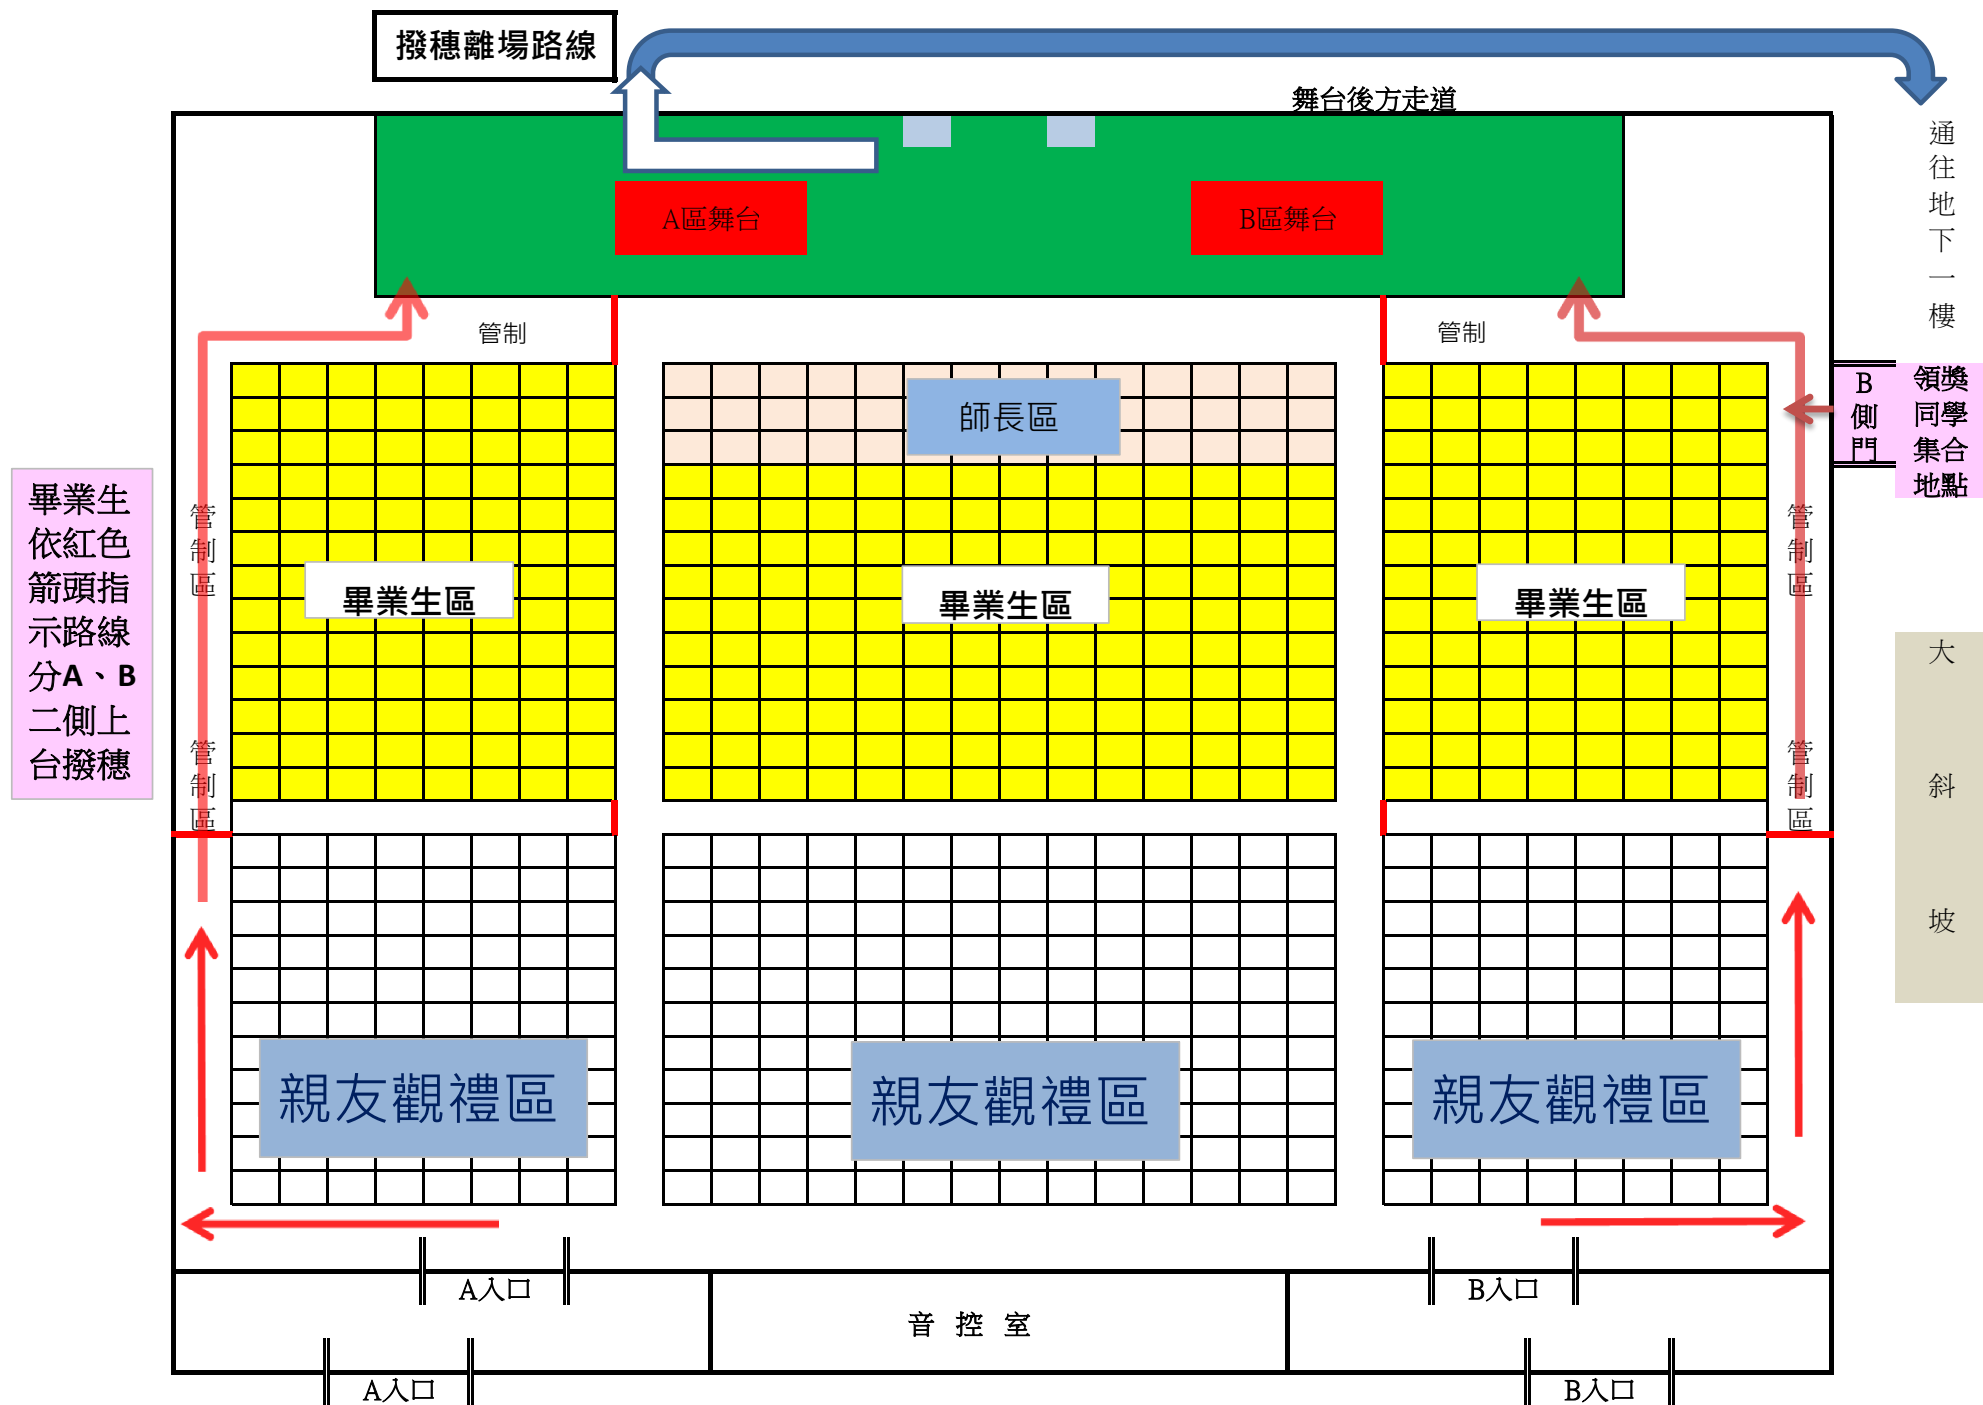 撥穗離場路線
舞台後方走道
通往地下一樓
A區舞台
B區舞台
管制
管制
師長區
B側門
領獎
同學
集合
地點
畢業生
依紅色
箭頭指
示路線
分A、B
二側上
台撥穗
管制區
管制區
畢業生區
畢業生區
畢業生區
管制區
管制區
大斜坡
親友觀禮區
親友觀禮區
親友觀禮區
A入口
B入口
音控室
A入口
B入口